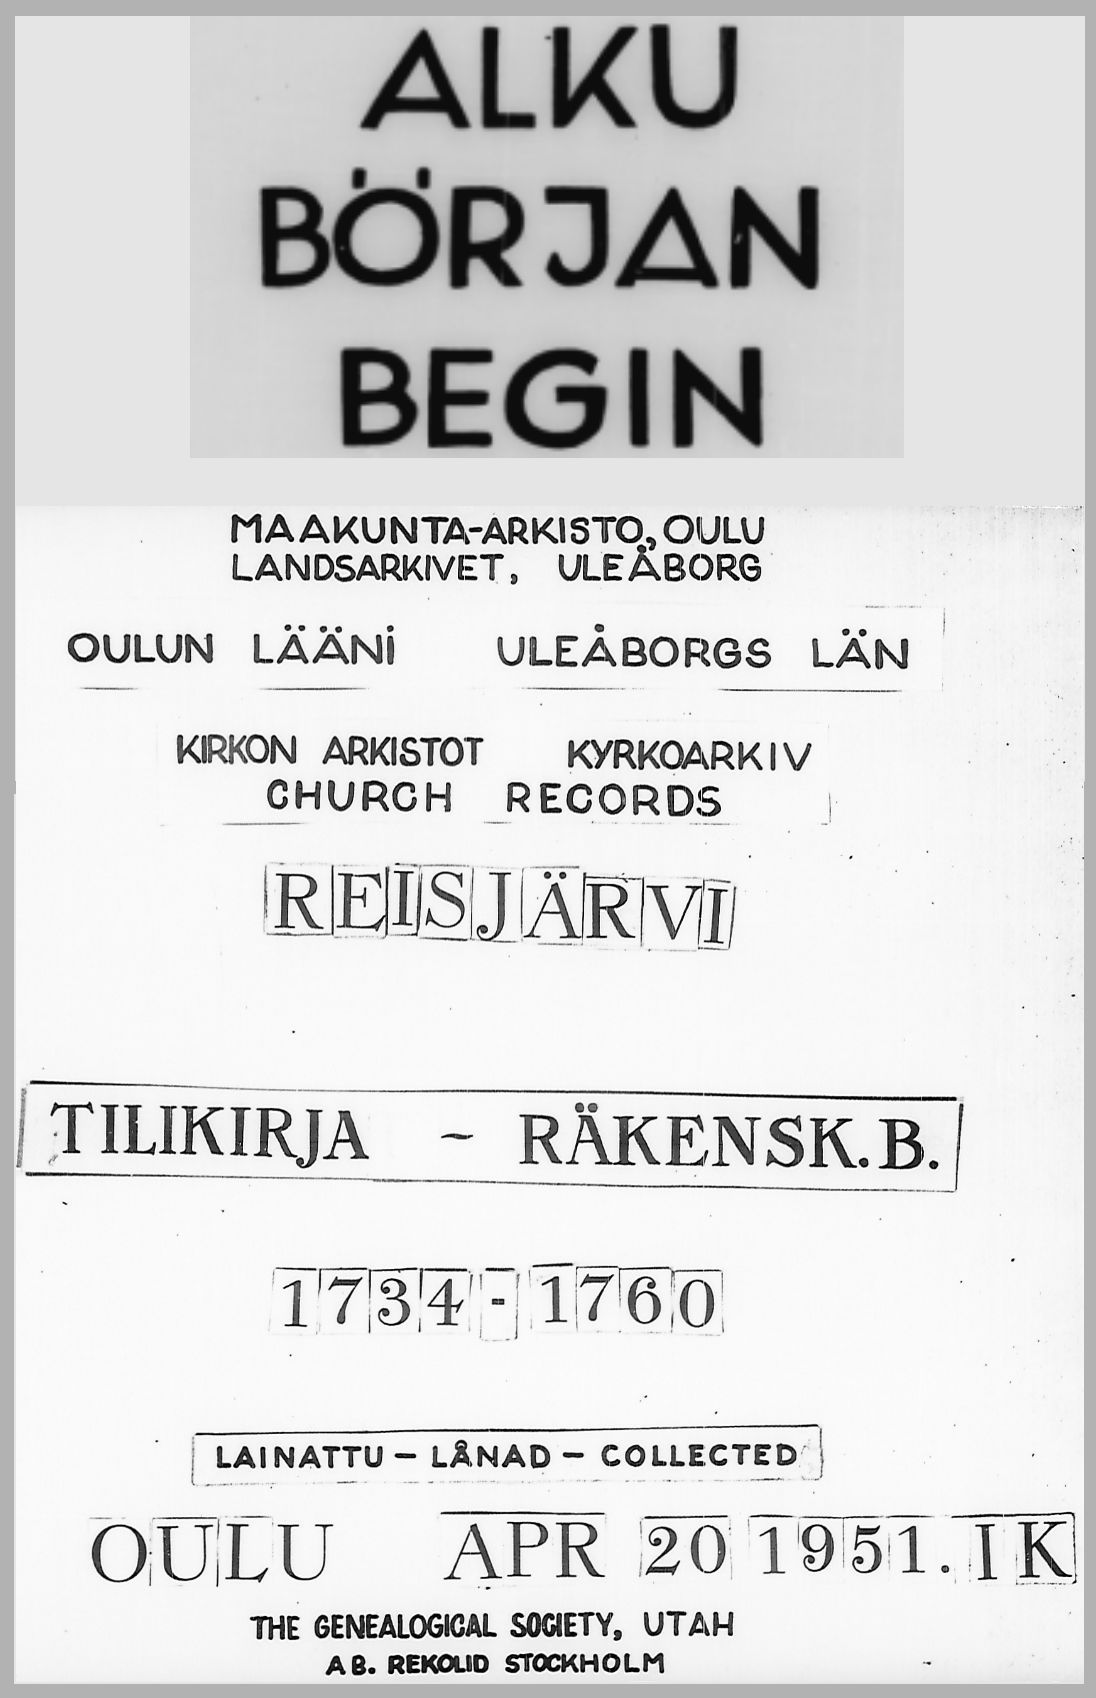 ALKU
BÖRJAN
BEGIN
MAAKUNTA-ARKISTO, OULU
LANDSARKIVET, ULEÅBORG
OULUN LÄÄNI ULEÅBORGS LÄN
KIRKON ARKISTOT KYRKOARKIV
CHURCH RECORDS
REISJÄRVI
TILIKIRJA - RÄKENSK. B.
1734-1760
LAINATTU - LÅNAD - COLLECTED
OULU APR 20 1951. I K
THE GENEALOGICAL SOCIETY, UTAH
AB. REKOLID STOCKHOLM